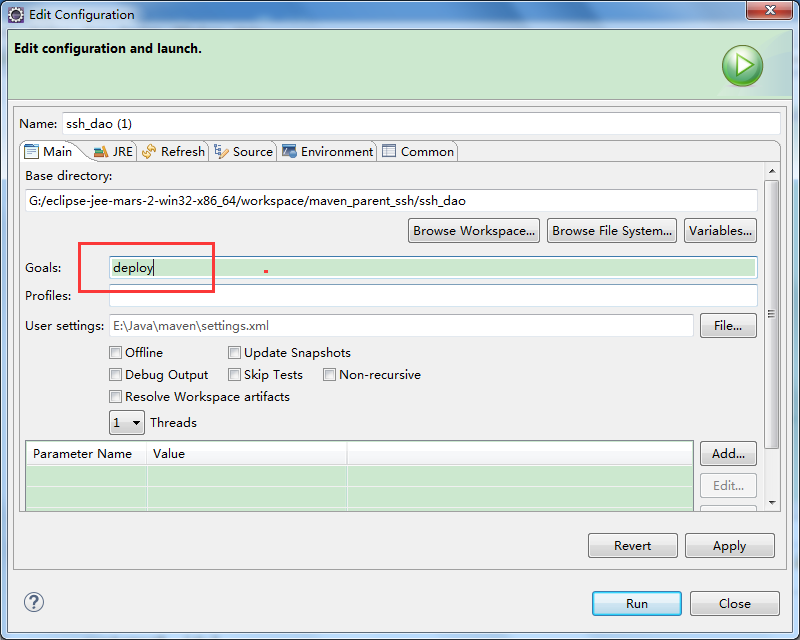 Edit Configuration
Edit configuration and launch.
Name: ssh_dao (1)
Main JRE Refresh Source Environment Common
Base directory:
G:/eclipse-jee-mars-2-win32-x86_64/workspace/maven_parent_ssh/ssh_dao
Browse Workspace... Browse File System... Variables...
Goals: deploy
Profiles:
User settings: E:\Java\maven\settings.xml File...
Offline Update Snapshots
Debug Output Skip Tests Non-recursive
Resolve Workspace artifacts
1 Threads
Parameter Name Value Add...
Edit...
Revert Apply
Run Close